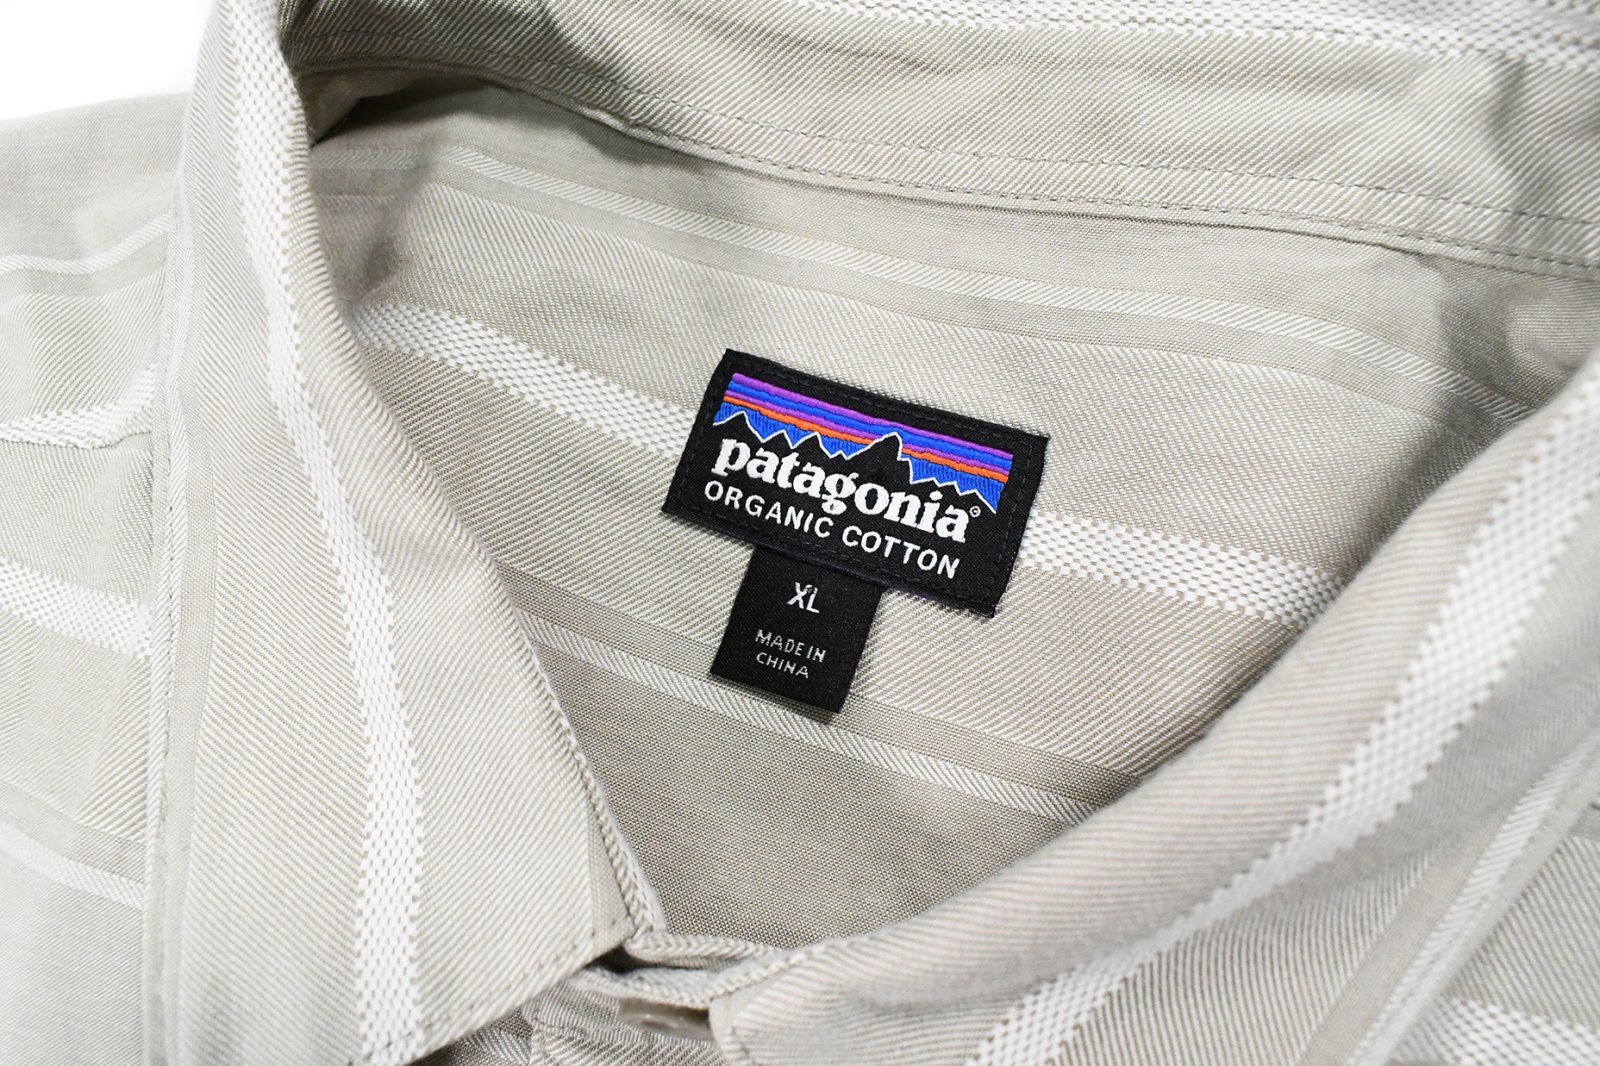 patagonia®
ORGANIC COTTON
XL
MADE IN
CHINA